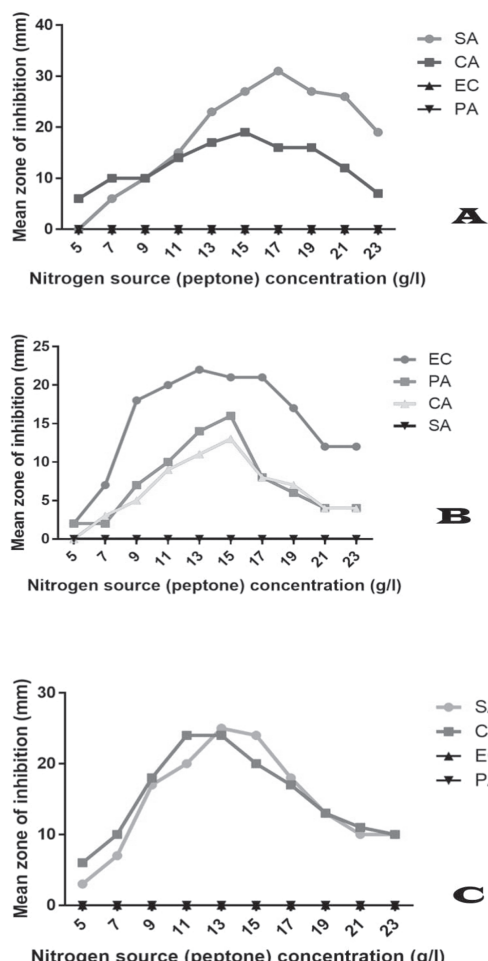 Mean zone of inhibition (mm)
40
30
20
10
0
5 7 9 11 13 15 17 19 21 23
Nitrogen source (peptone) concentration (g/l)
SA
CA
EC
PA
A
Mean zone of inhibition (mm)
25
20
15
10
5
0
5 7 9 11 13 15 17 19 21 23
Nitrogen source (peptone) concentration (g/l)
EC
PA
CA
SA
B
Mean zone of inhibition (mm)
30
20
10
0
5 7 9 11 13 15 17 19 21 23
Nitrogen source (peptone) concentration (g/l)
S
C
E
P
C